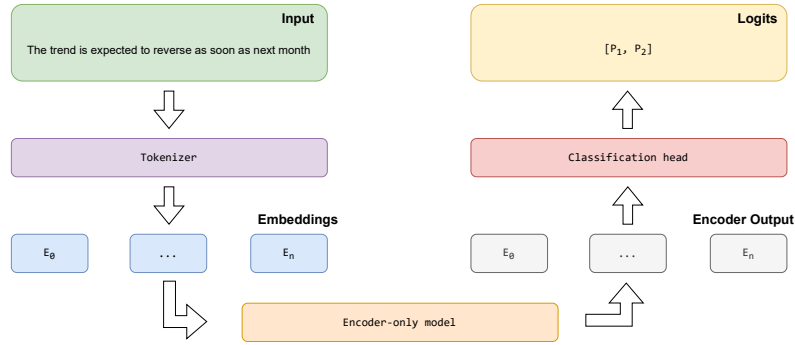 Input
The trend is expected to reverse as soon as next month
Tokenizer
Embeddings
E₀
...
Eₙ
Encoder-only model
Encoder Output
E₀
...
Eₙ
Classification head
Logits
[P₁, P₂]